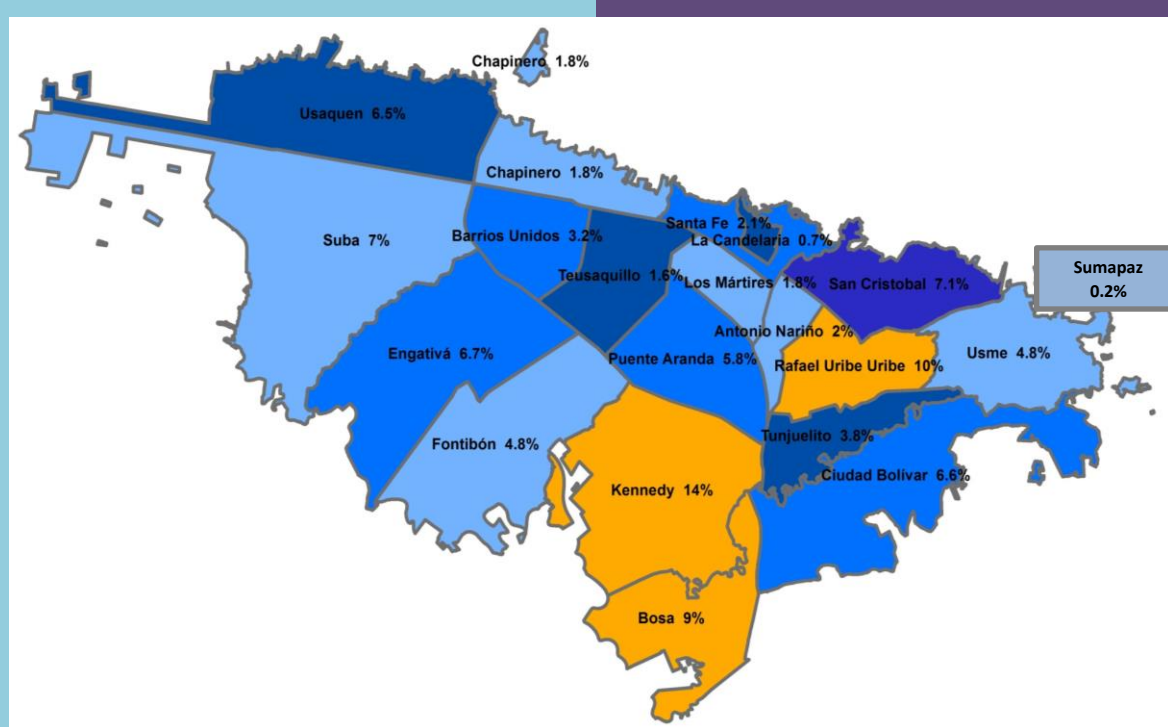 Chapinero 1.8%
Usaquen 6.5%
Chapinero 1.8%
Santa Fe 2.1%
La Candelaria 0.7%
Suba 7%
Barrios Unidos 3.2%
Teusaquillo 1.6%
Los Mártires 1.8%
San Cristobal 7.1%
Sumapaz
0.2%
Antonio Nariño 2%
Engativá 6.7%
Puente Aranda 5.8%
Rafael Uribe Uribe 10%
Usme 4.8%
Fontibón 4.8%
Tunjuelito 3.8%
Ciudad Bolívar 6.6%
Kennedy 14%
Bosa 9%